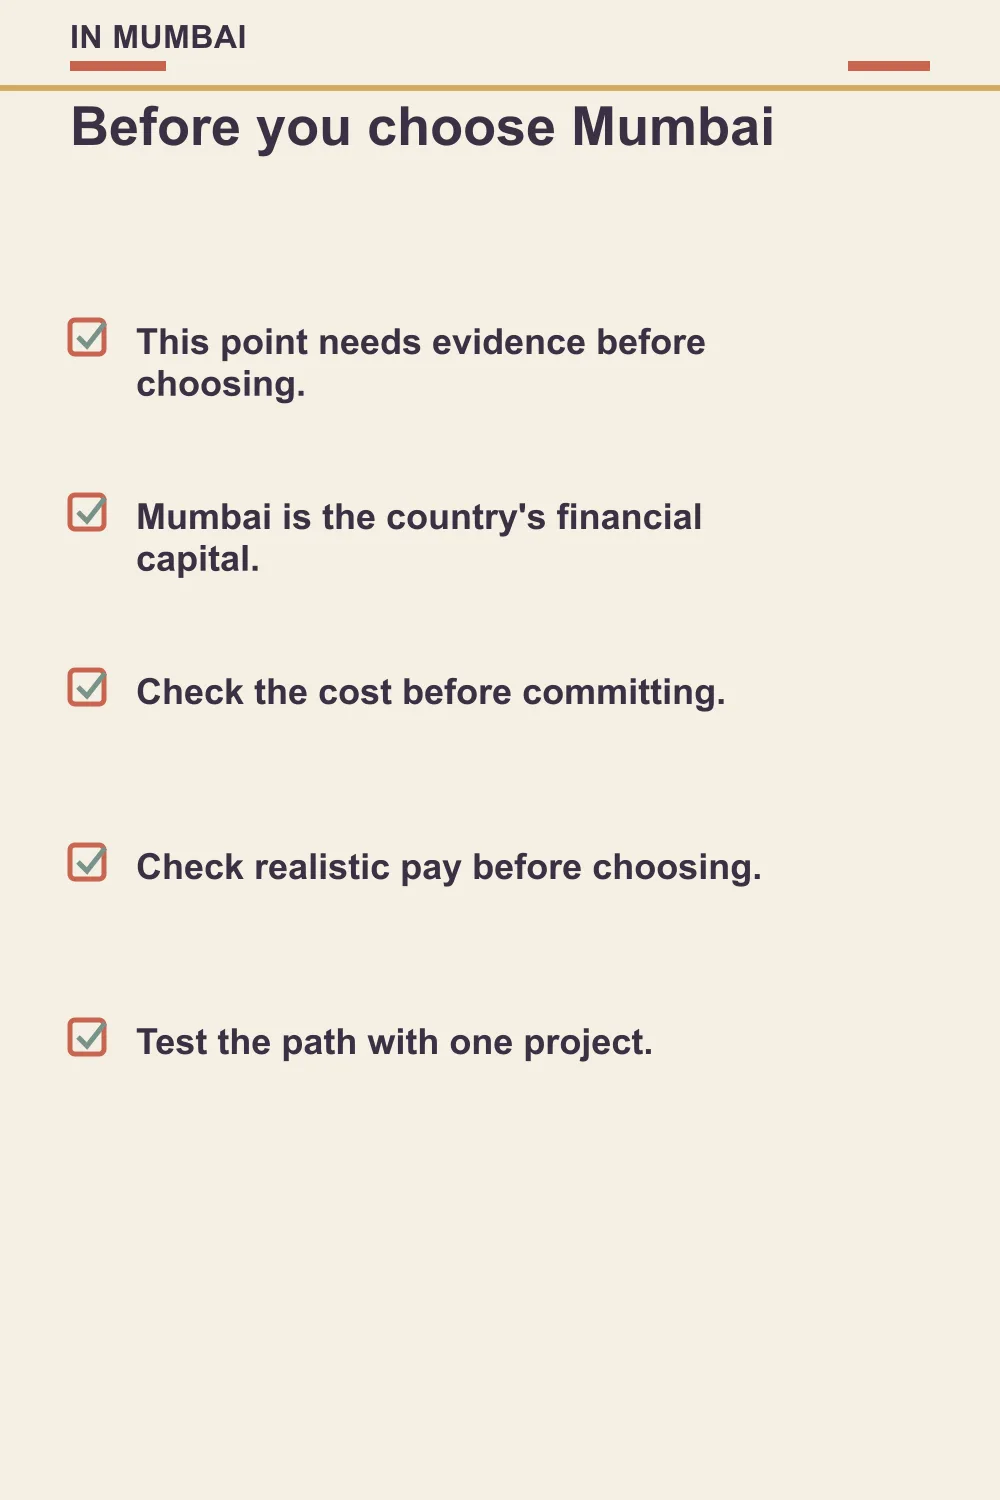 IN MUMBAI
Before you choose Mumbai
This point needs evidence before
choosing.
Mumbai is the country's financial
capital.
Check the cost before committing.
Check realistic pay before choosing.
Test the path with one project.